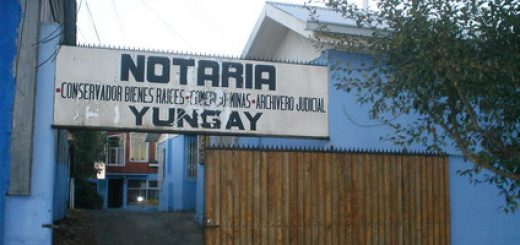 NOTARIA
•CONSERVADOR BIENES RAICES•COMERCIO•MINAS•ARCHIVERO JUDICIAL
YUNGAY